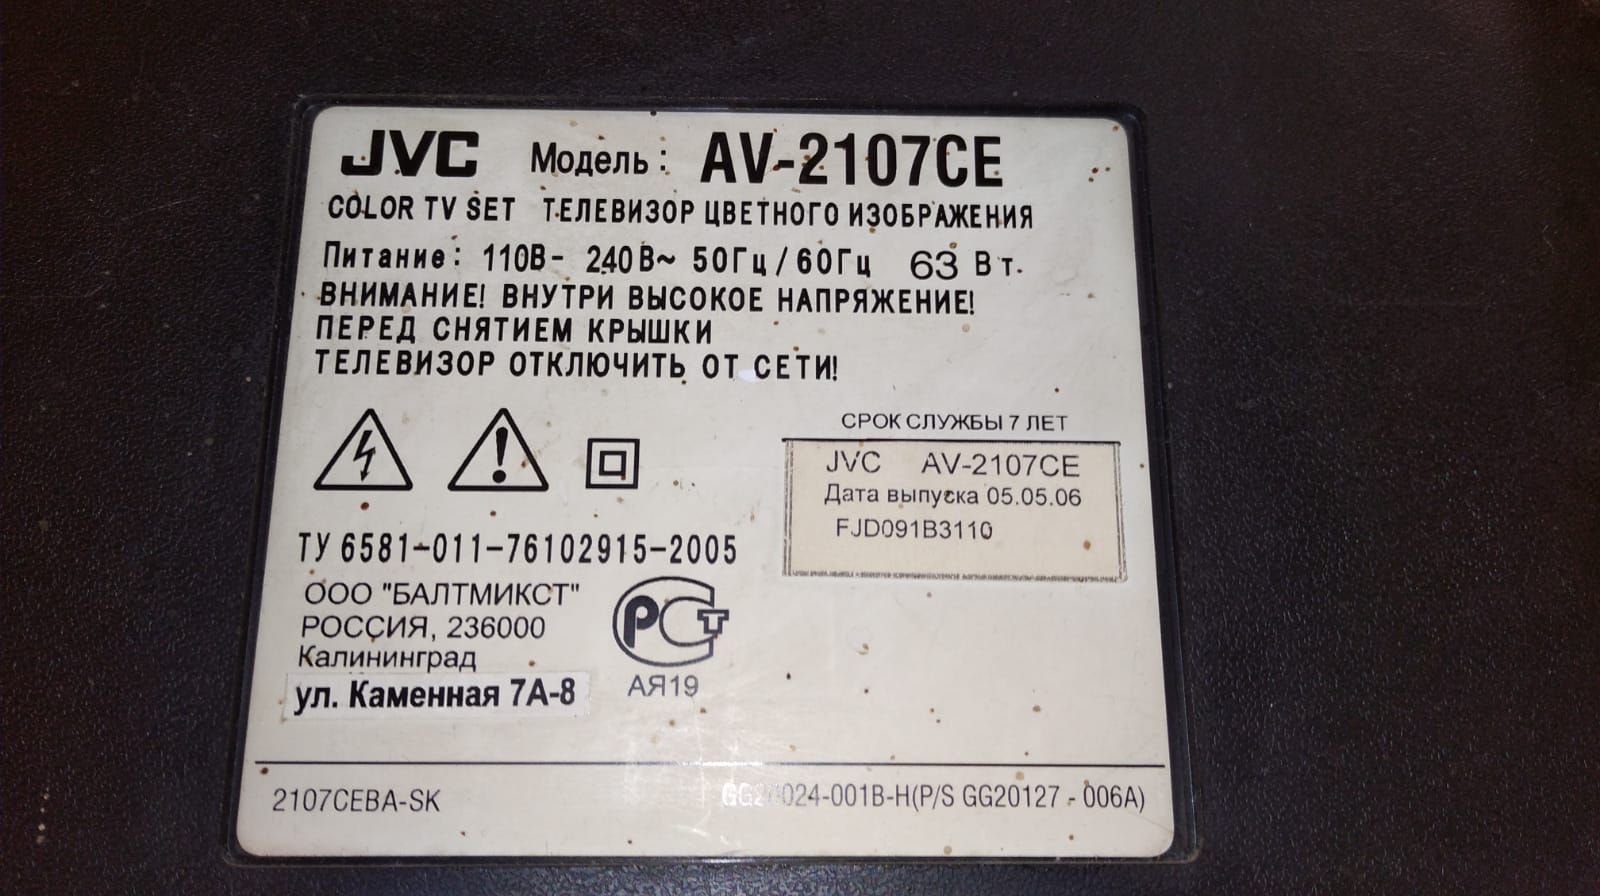 JVC Модель: AV-2107CE
COLOR TV SET ТЕЛЕВИЗОР ЦВЕТНОГО ИЗОБРАЖЕНИЯ
Питание: 110В- 240В~ 50Гц/60Гц 63 Вт.
ВНИМАНИЕ! ВНУТРИ ВЫСОКОЕ НАПРЯЖЕНИЕ!
ПЕРЕД СНЯТИЕМ КРЫШКИ
ТЕЛЕВИЗОР ОТКЛЮЧИТЬ ОТ СЕТИ!
СРОК СЛУЖБЫ 7 ЛЕТ
JVC AV-2107CE
Дата выпуска 05.05.06
FJD091B3110
ТУ 6581-011-76102915-2005
ООО "БАЛТМИКСТ"
РОССИЯ, 236000
Калининград
ул. Каменная 7А-8
РСТ
АЯ19
2107CEBA-SK
GG20024-001B-H(P/S GG20127 - 006A)